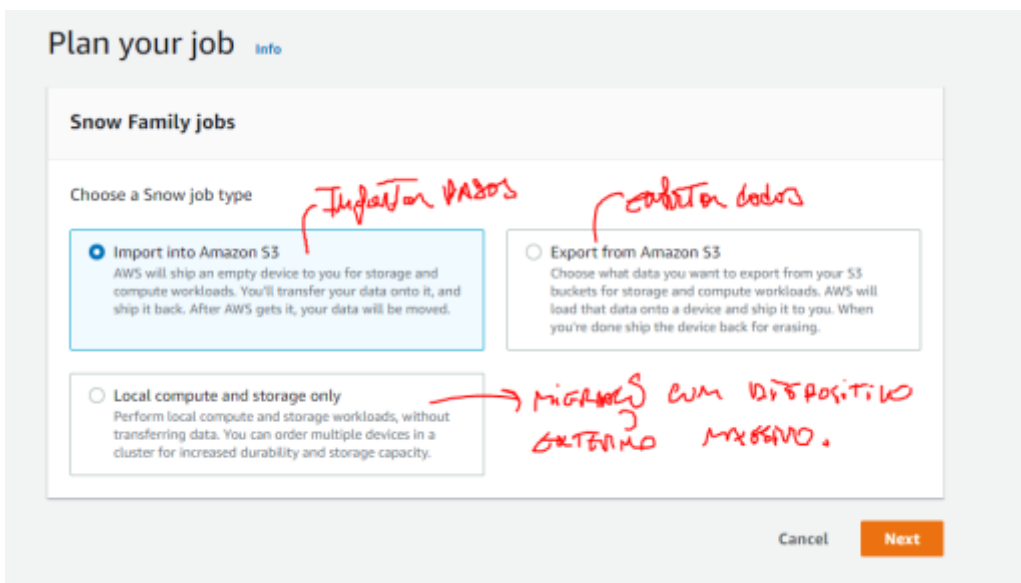 Plan your job Info
Snow Family jobs
Choose a Snow job type
Importar DADOS
Exportar dados
Import into Amazon S3
AWS will ship an empty device to you for storage and
compute workloads. You'll transfer your data onto it, and
ship it back. After AWS gets it, your data will be moved.
Export from Amazon S3
Choose what data you want to export from your S3
buckets for storage and compute workloads. AWS will
load that data onto a device and ship it to you. When
you're done ship the device back for erasing.
Local compute and storage only
Perform local compute and storage workloads, without
transferring data. You can order multiple devices in a
cluster for increased durability and storage capacity.
DISPOSITIVO
EXTERNO
Cancel
Next